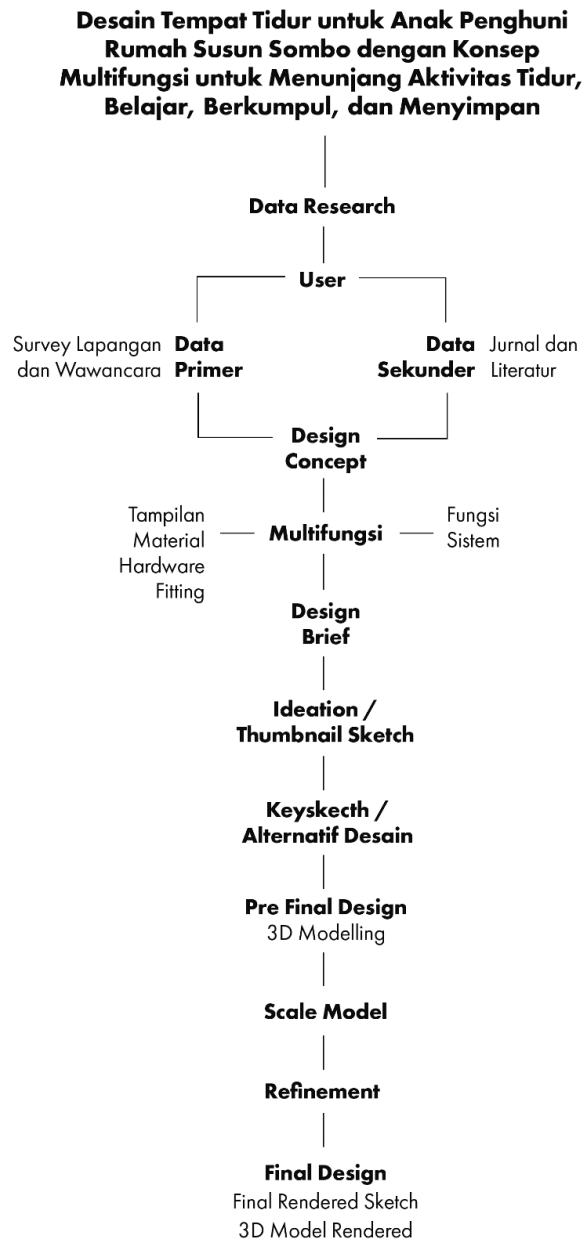 Desain Tempat Tidur untuk Anak Penghuni
Rumah Susun Sombo dengan Konsep
Multifungsi untuk Menunjang Aktivitas Tidur,
Belajar, Berkumpul, dan Menyimpan
Data Research
User
Survey Lapangan
dan Wawancara
Data
Primer
Data
Sekunder
Jurnal dan
Literatur
Design
Concept
Tampilan
Material
Hardware
Fitting
Multifungsi
Fungsi
Sistem
Design
Brief
Ideation /
Thumbnail Sketch
Keyskecth /
Alternatif Desain
Pre Final Design
3D Modelling
Scale Model
Refinement
Final Design
Final Rendered Sketch
3D Model Rendered